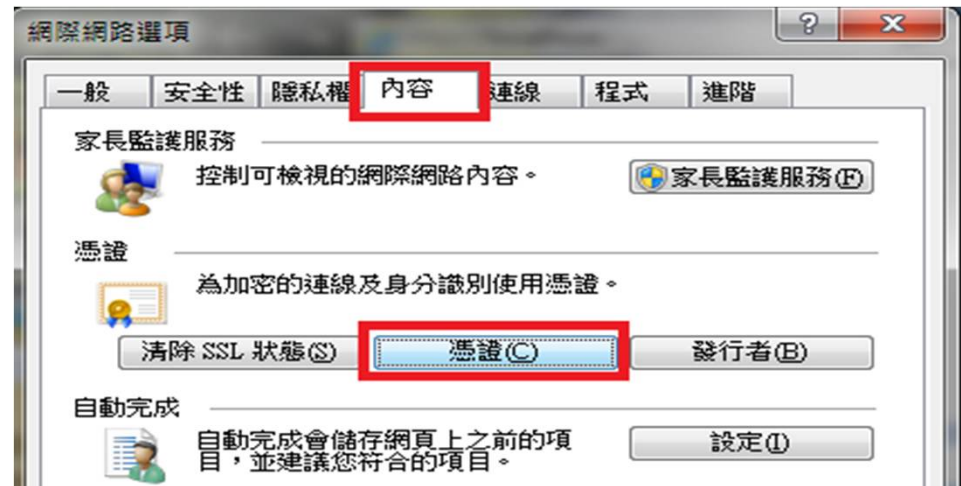 網際網路選項
一般 安全性 隱私權 內容 連線 程式 進階
家長監護服務
控制可檢視的網際網路內容。
家長監護服務(F)
憑證
為加密的連線及身分識別使用憑證。
清除 SSL 狀態(S) 憑證(C) 發行者(B)
自動完成
自動完成會儲存網頁上之前的項
目，並建議您符合的項目。
設定(I)